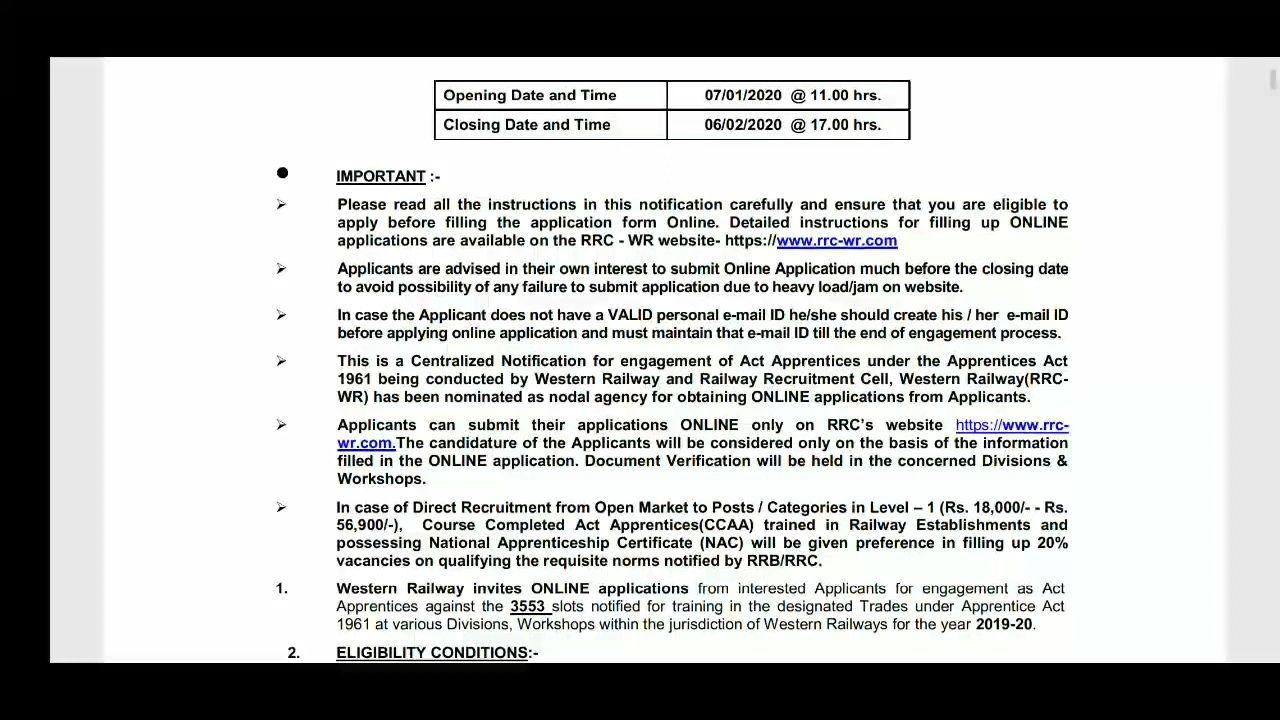 Opening Date and Time 07/01/2020 @ 11.00 hrs.
Closing Date and Time 06/02/2020 @ 17.00 hrs.
● IMPORTANT :-
➢ Please read all the instructions in this notification carefully and ensure that you are eligible to
apply before filling the application form Online. Detailed instructions for filling up ONLINE
applications are available on the RRC - WR website- https://www.rrc-wr.com
➢ Applicants are advised in their own interest to submit Online Application much before the closing date
to avoid possibility of any failure to submit application due to heavy load/jam on website.
➢ In case the Applicant does not have a VALID personal e-mail ID he/she should create his / her e-mail ID
before applying online application and must maintain that e-mail ID till the end of engagement process.
➢ This is a Centralized Notification for engagement of Act Apprentices under the Apprentices Act
1961 being conducted by Western Railway and Railway Recruitment Cell, Western Railway(RRC-
WR) has been nominated as nodal agency for obtaining ONLINE applications from Applicants.
➢ Applicants can submit their applications ONLINE only on RRC's website https://www.rrc-
wr.com.The candidature of the Applicants will be considered only on the basis of the information
filled in the ONLINE application. Document Verification will be held in the concerned Divisions &
Workshops.
➢ In case of Direct Recruitment from Open Market to Posts / Categories in Level – 1 (Rs. 18,000/- - Rs.
56,900/-), Course Completed Act Apprentices(CCAA) trained in Railway Establishments and
possessing National Apprenticeship Certificate (NAC) will be given preference in filling up 20%
vacancies on qualifying the requisite norms notified by RRB/RRC.
1. Western Railway invites ONLINE applications from interested Applicants for engagement as Act
Apprentices against the 3553 slots notified for training in the designated Trades under Apprentice Act
1961 at various Divisions, Workshops within the jurisdiction of Western Railways for the year 2019-20.
2. ELIGIBILITY CONDITIONS:-